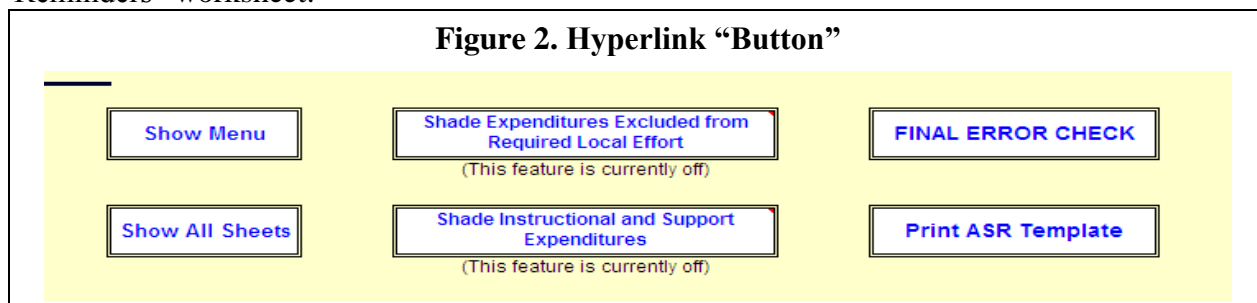 "Reminders" worksheet.
Figure 2. Hyperlink “Button”
Show Menu
Shade Expenditures Excluded from
Required Local Effort
(This feature is currently off)
FINAL ERROR CHECK
Show All Sheets
Shade Instructional and Support
Expenditures
(This feature is currently off)
Print ASR Template